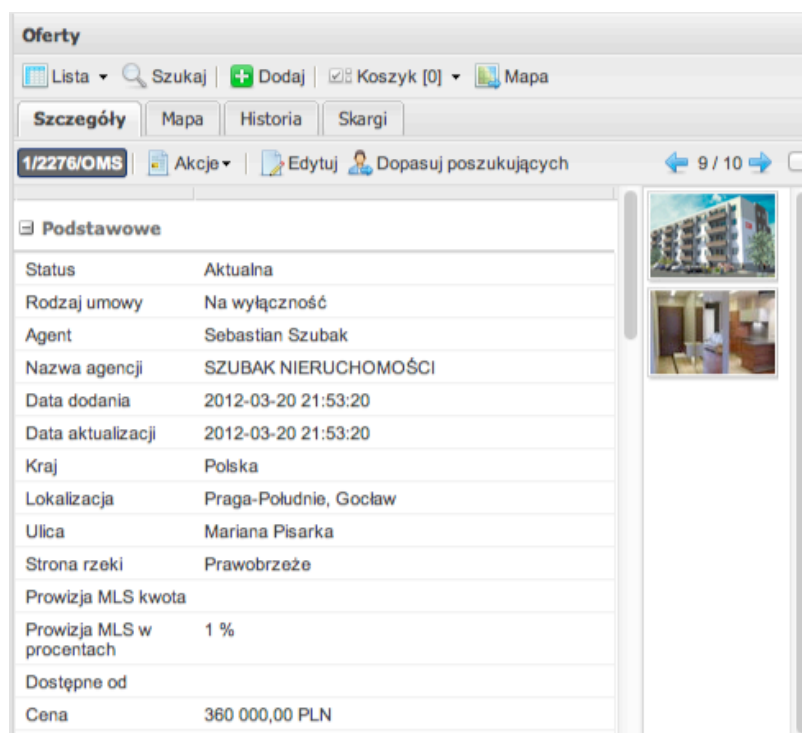 Oferty
Lista Szukaj Dodaj Koszyk [0] Mapa
Szczegóły Mapa Historia Skargi
1/2276/OMS Akcje Edytuj Dopasuj poszukujących 9 / 10
Podstawowe
Status Aktualna
Rodzaj umowy Na wyłączność
Agent Sebastian Szubak
Nazwa agencji SZUBAK NIERUCHOMOŚCI
Data dodania 2012-03-20 21:53:20
Data aktualizacji 2012-03-20 21:53:20
Kraj Polska
Lokalizacja Praga-Południe, Gocław
Ulica Mariana Pisarka
Strona rzeki Prawobrzeże
Prowizja MLS kwota
Prowizja MLS w 1 %
procentach
Dostępne od
Cena 360 000,00 PLN